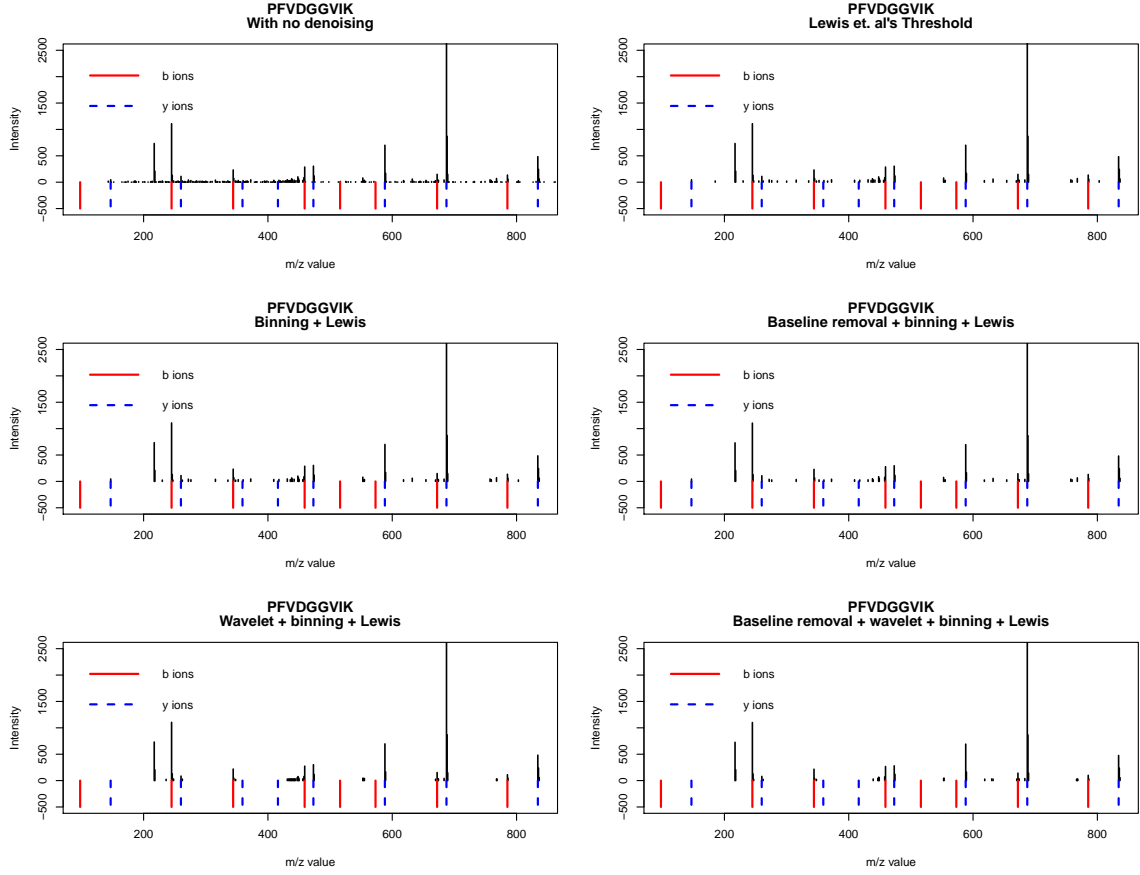 PFVDGGVIK
With no denoising
2500
1500
500
0
−500
Intensity
b ions
y ions
200
400
600
800
m/z value
PFVDGGVIK
Lewis et. al's Threshold
2500
1500
500
0
−500
Intensity
b ions
y ions
200
400
600
800
m/z value
PFVDGGVIK
Binning + Lewis
2500
1500
500
0
−500
Intensity
b ions
y ions
200
400
600
800
m/z value
PFVDGGVIK
Baseline removal + binning + Lewis
2500
1500
500
0
−500
Intensity
b ions
y ions
200
400
600
800
m/z value
PFVDGGVIK
Wavelet + binning + Lewis
2500
1500
500
0
−500
Intensity
b ions
y ions
200
400
600
800
m/z value
PFVDGGVIK
Baseline removal + wavelet + binning + Lewis
2500
1500
500
0
−500
Intensity
b ions
y ions
200
400
600
800
m/z value